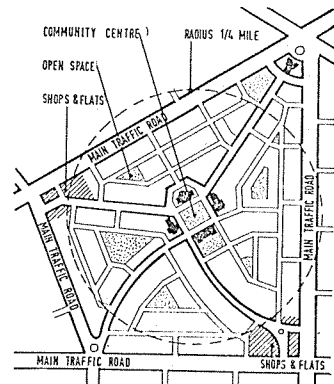 COMMUNITY CENTRE
RADIUS 1/4 MILE
OPEN SPACE
SHOPS & FLATS
MAIN TRAFFIC ROAD
MAIN TRAFFIC ROAD
MAIN TRAFFIC ROAD
MAIN TRAFFIC ROAD
SHOPS & FLATS